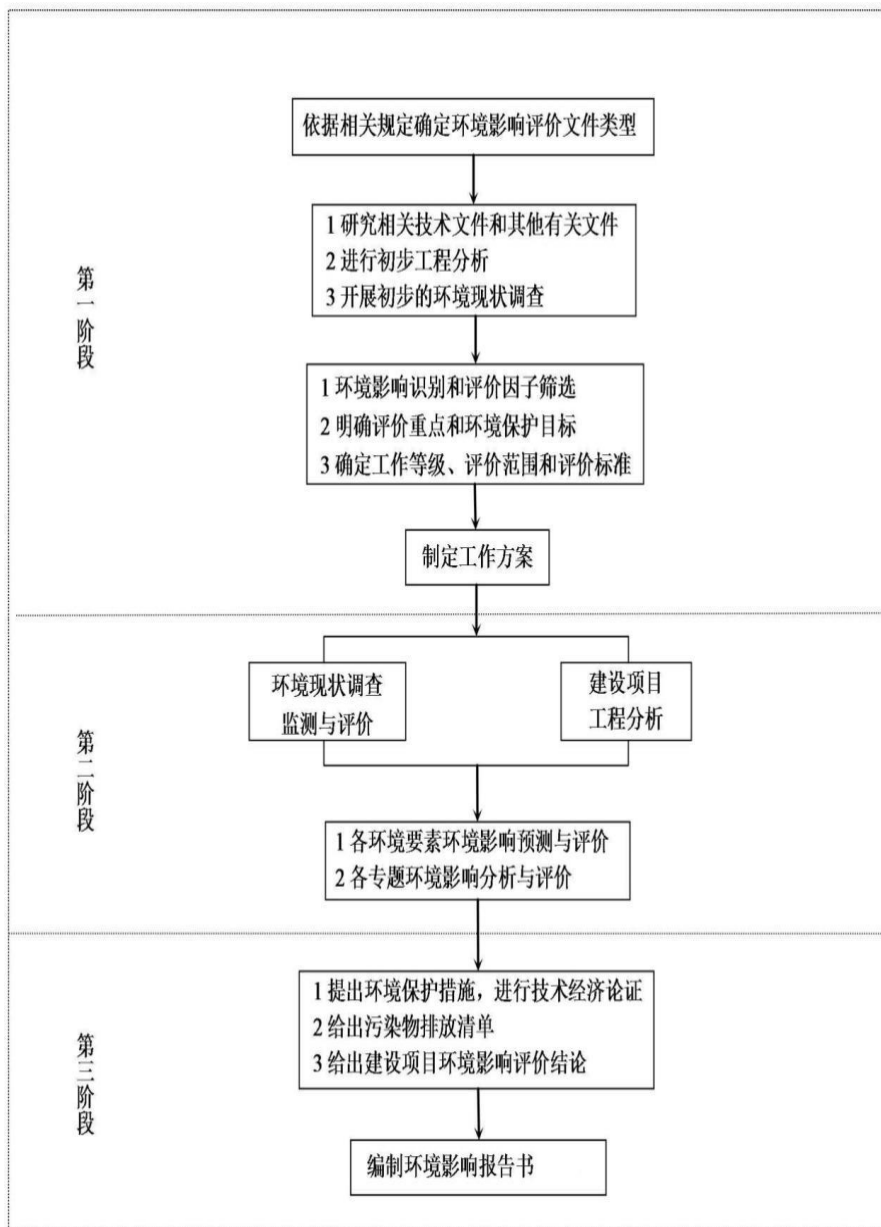 依据相关规定确定环境影响评价文件类型
1 研究相关技术文件和其他有关文件
2 进行初步工程分析
3 开展初步的环境现状调查
第一阶段
1 环境影响识别和评价因子筛选
2 明确评价重点和环境保护目标
3 确定工作等级、评价范围和评价标准
制定工作方案
环境现状调查
监测与评价
建设项目
工程分析
第二阶段
1 各环境要素环境影响预测与评价
2 各专题环境影响分析与评价
1 提出环境保护措施，进行技术经济论证
2 给出污染物排放清单
3 给出建设项目环境影响评价结论
第三阶段
编制环境影响报告书